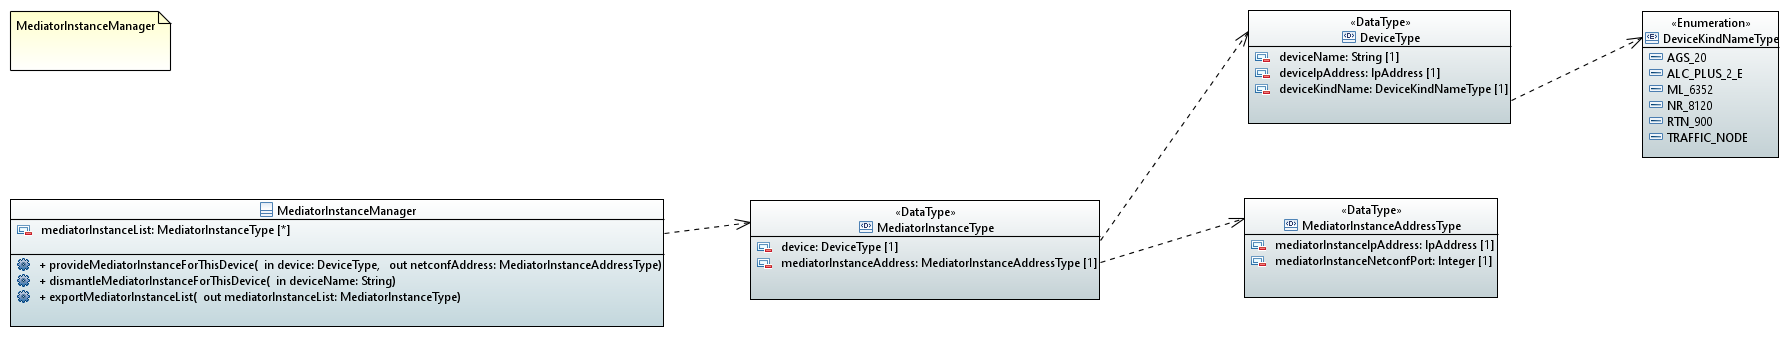 MediatorInstanceManager
«DataType»
DeviceType
deviceName: String [1]
deviceIpAddress: IpAddress [1]
deviceKindName: DeviceKindNameType [1]
«Enumeration»
DeviceKindNameType
AGS_20
ALC_PLUS_2_E
ML_6352
NR_8120
RTN_900
TRAFFIC_NODE
MediatorInstanceManager
mediatorInstanceList: MediatorInstanceType [*]
+ provideMediatorInstanceForThisDevice( in device: DeviceType, out netconfAddress: MediatorInstanceAddressType)
+ dismantleMediatorInstanceForThisDevice( in deviceName: String)
+ exportMediatorInstanceList( out mediatorInstanceList: MediatorInstanceType)
«DataType»
MediatorInstanceType
device: DeviceType [1]
mediatorInstanceAddress: MediatorInstanceAddressType [1]
«DataType»
MediatorInstanceAddressType
mediatorInstanceIpAddress: IpAddress [1]
mediatorInstanceNetconfPort: Integer [1]